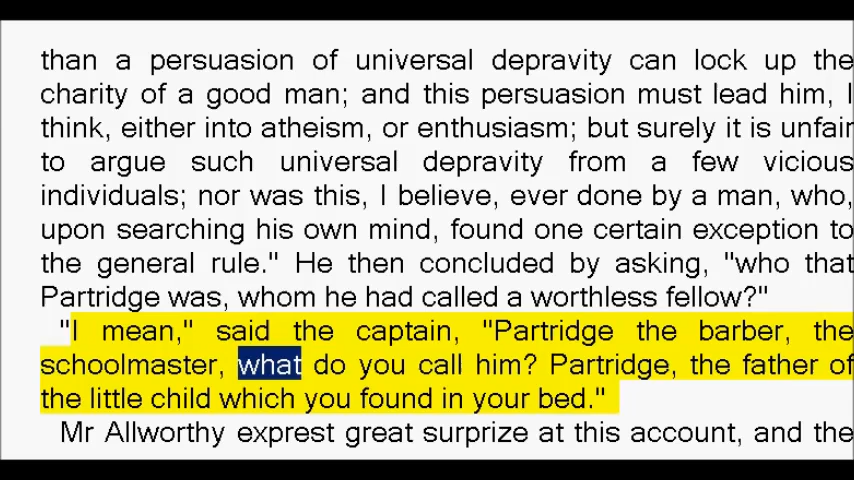 than a persuasion of universal depravity can lock up the
charity of a good man; and this persuasion must lead him, I
think, either into atheism, or enthusiasm; but surely it is unfair
to argue such universal depravity from a few vicious
individuals; nor was this, I believe, ever done by a man, who,
upon searching his own mind, found one certain exception to
the general rule." He then concluded by asking, "who that
Partridge was, whom he had called a worthless fellow?"
"I mean," said the captain, "Partridge the barber, the
schoolmaster, what do you call him? Partridge, the father of
the little child which you found in your bed."
Mr Allworthy exprest great surprize at this account, and the